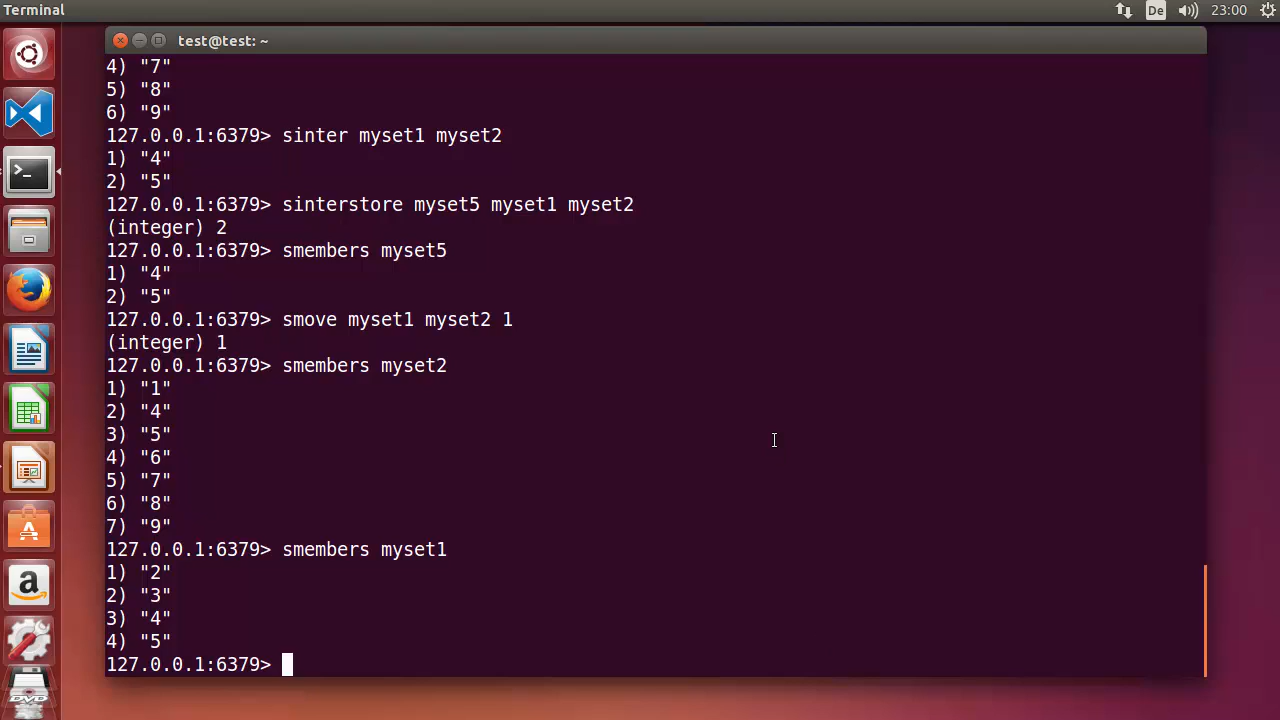 Terminal
De
23:00
test@test: ~
4) "7"
5) "8"
6) "9"
127.0.0.1:6379> sinter myset1 myset2
1) "4"
2) "5"
127.0.0.1:6379> sinterstore myset5 myset1 myset2
(integer) 2
127.0.0.1:6379> smembers myset5
1) "4"
2) "5"
127.0.0.1:6379> smove myset1 myset2 1
(integer) 1
127.0.0.1:6379> smembers myset2
1) "1"
2) "4"
3) "5"
4) "6"
5) "7"
6) "8"
7) "9"
127.0.0.1:6379> smembers myset1
1) "2"
2) "3"
3) "4"
4) "5"
127.0.0.1:6379>
DVD